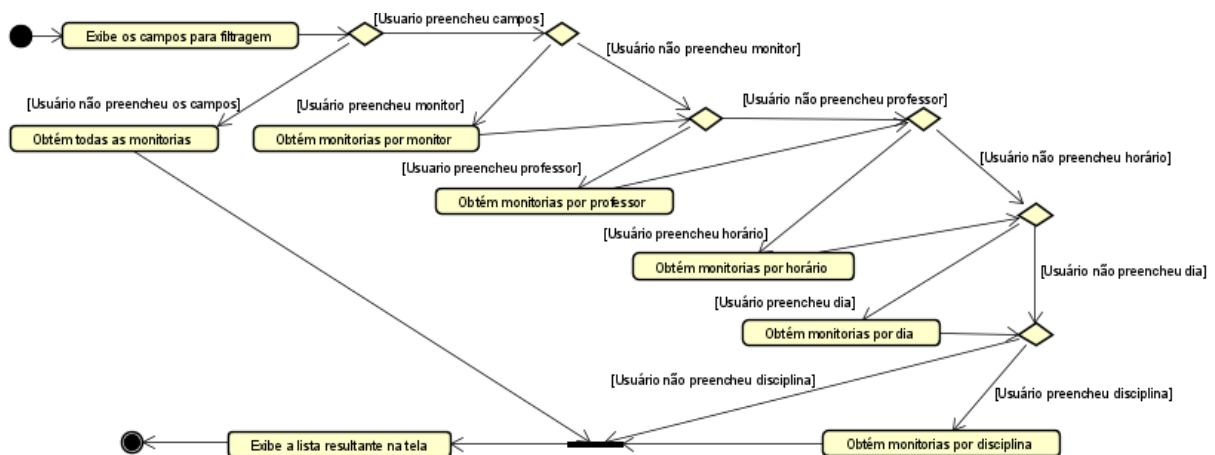 [Usuario preencheu campos]
Exibe os campos para filtragem
[Usuário não preencheu monitor]
[Usuário não preencheu os campos]
[Usuário preencheu monitor]
[Usuário não preencheu professor]
Obtém todas as monitorias
Obtém monitorias por monitor
[Usuário não preencheu horário]
[Usuario preencheu professor]
Obtém monitorias por professor
[Usuário preencheu horário]
Obtém monitorias por horário
[Usuário não preencheu dia]
[Usuário preencheu dia]
Obtém monitorias por dia
[Usuário não preencheu disciplina]
[Usuário preencheu disciplina]
Exibe a lista resultante na tela
Obtém monitorias por disciplina